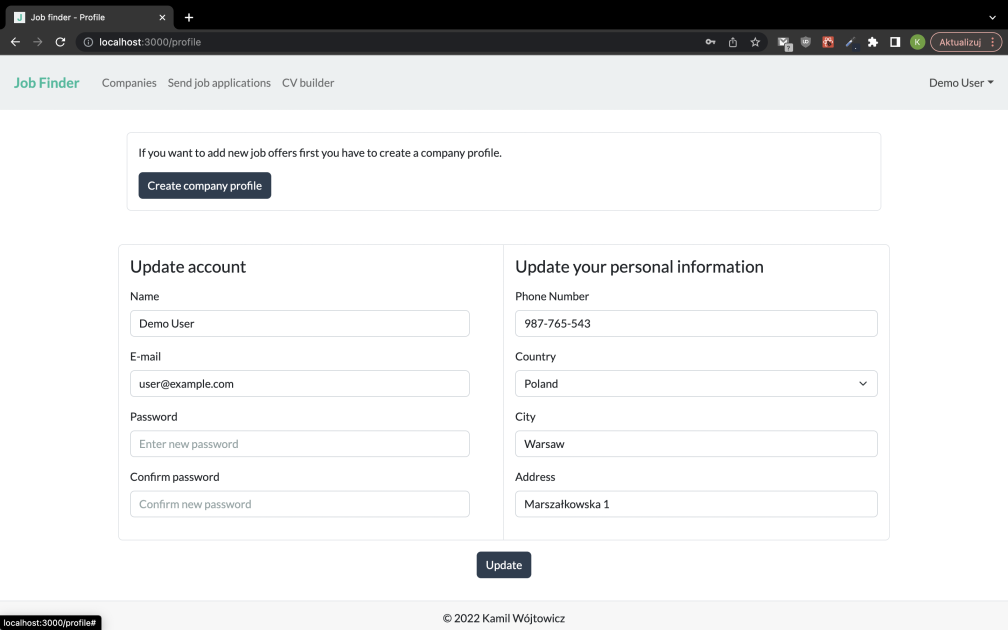 Job finder - Profile
localhost:3000/profile
Aktualizuj
Job Finder
Companies
Send job applications
CV builder
Demo User
If you want to add new job offers first you have to create a company profile.
Create company profile
Update account
Name
Demo User
E-mail
user@example.com
Password
Enter new password
Confirm password
Confirm new password
Update your personal information
Phone Number
987-765-543
Country
Poland
City
Warsaw
Address
Marszałkowska 1
Update
© 2022 Kamil Wójtowicz
localhost:3000/profile#